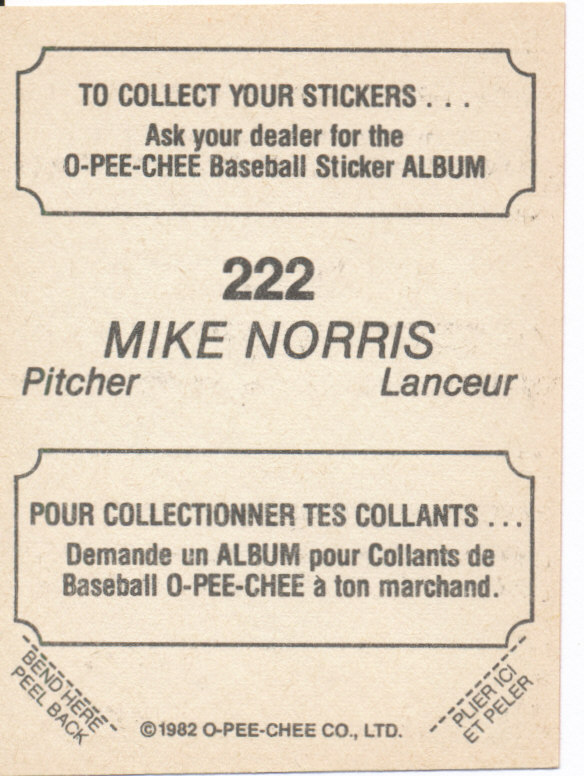 TO COLLECT YOUR STICKERS . . .
Ask your dealer for the
O-PEE-CHEE Baseball Sticker ALBUM
222
MIKE NORRIS
Pitcher Lanceur
POUR COLLECTIONNER TES COLLANTS . . .
Demande un ALBUM pour Collants de
Baseball O-PEE-CHEE à ton marchand.
BEND HERE
PEEL BACK
©1982 O-PEE-CHEE CO., LTD.
PLIER ICI
ET PELER